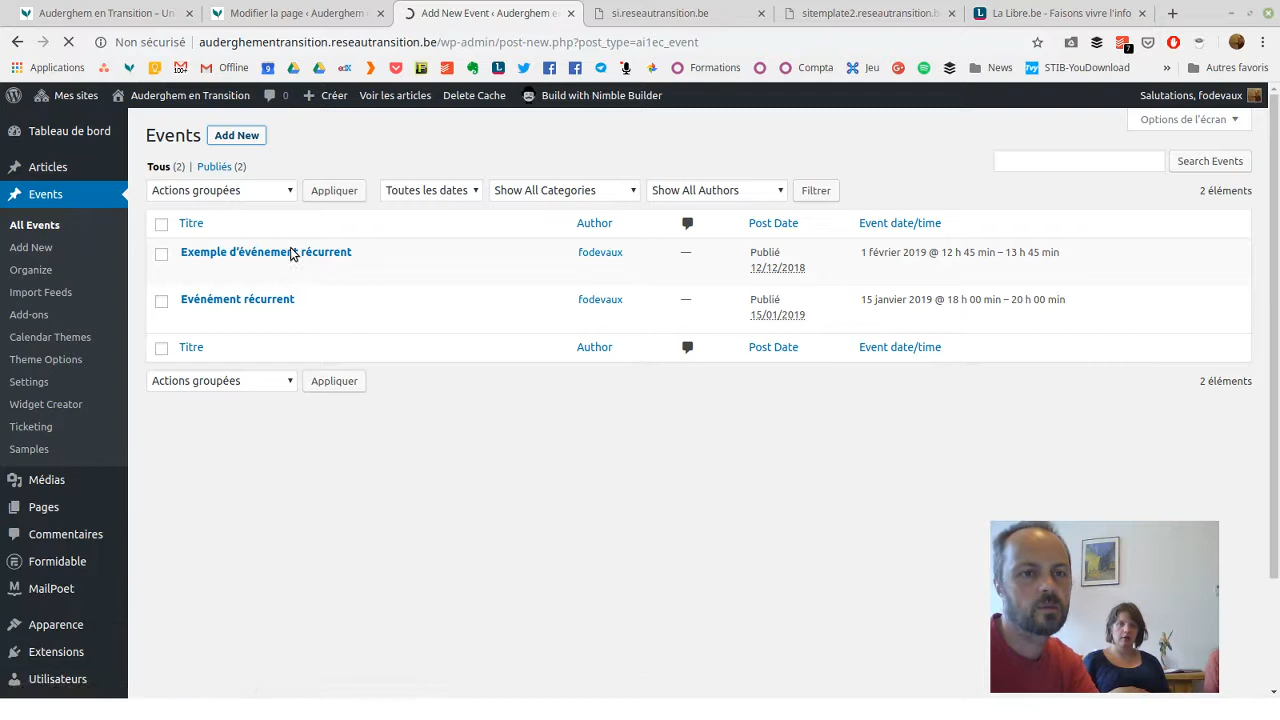 Auderghem en Transition – Un Modifier la page ‹ Auderghem Add New Event ‹ Auderghem si.reseautransition.be sitemplate2.reseautransition.b La Libre.be - Faisons vivre l'info
Non sécurisé auderghementransition.reseautransition.be/wp-admin/post-new.php?post_type=ai1ec_event
Applications Offline Formations Compta Jeu News STIB-YouDownload » Autres favoris
Mes sites Auderghem en Transition 0 Créer Voir les articles Delete Cache Build with Nimble Builder Salutations, fodevaux
Tableau de bord
Articles
Events
All Events
Add New
Organize
Import Feeds
Add-ons
Calendar Themes
Theme Options
Settings
Widget Creator
Ticketing
Samples
Médias
Pages
Commentaires
Formidable
MailPoet
Apparence
Extensions
Utilisateurs
Options de l'écran
Events Add New
Tous (2) | Publiés (2)
Search Events
Actions groupées Appliquer Toutes les dates Show All Categories Show All Authors Filtrer 2 éléments
Titre Author Post Date Event date/time
Exemple d'événement récurrent fodevaux — Publié 12/12/2018 1 février 2019 @ 12 h 45 min – 13 h 45 min
Evénément récurrent fodevaux — Publié 15/01/2019 15 janvier 2019 @ 18 h 00 min – 20 h 00 min
Titre Author Post Date Event date/time
Actions groupées Appliquer 2 éléments